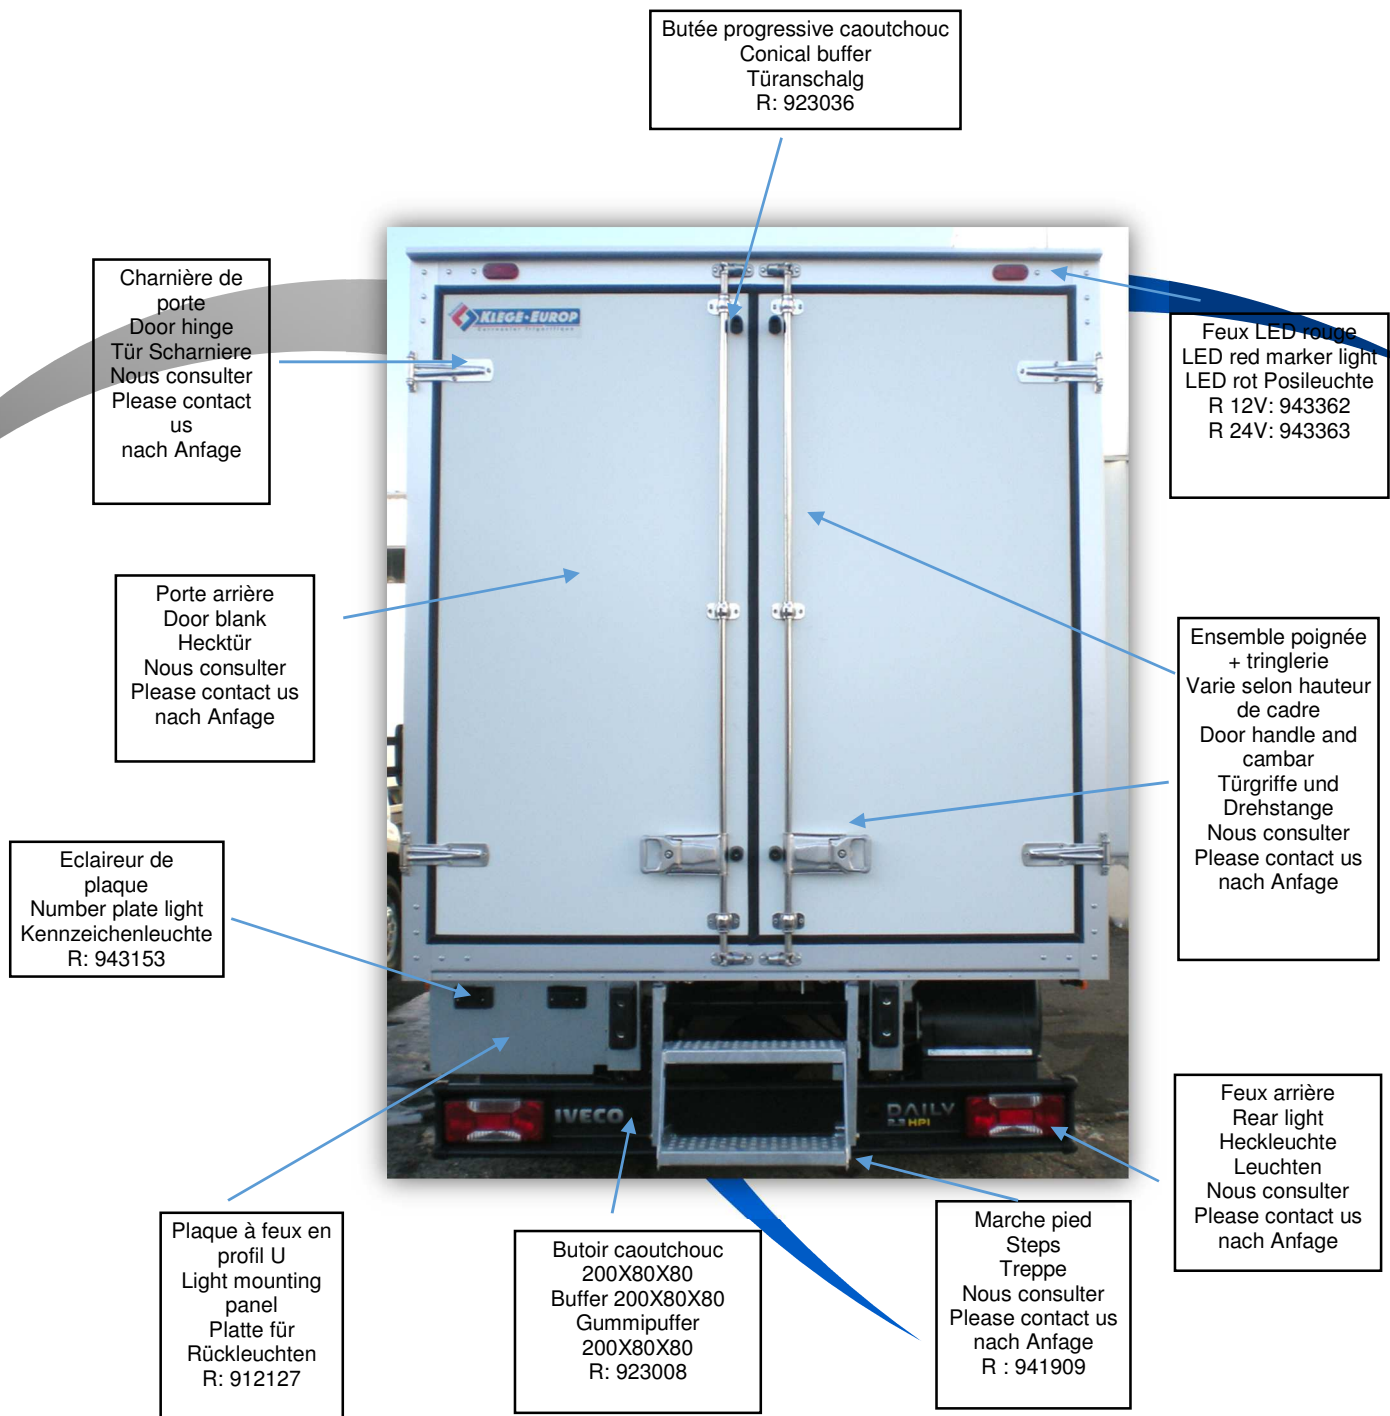 Butée progressive caoutchouc
Conical buffer
Türanschalg
R: 923036
Charnière de
porte
Door hinge
Tür Scharniere
Nous consulter
Please contact
us
nach Anfage
KLEGE-EUROP
Feux LED rouge
LED red marker light
LED rot Posileuchte
R 12V: 943362
R 24V: 943363
Porte arrière
Door blank
Hecktür
Nous consulter
Please contact us
nach Anfage
Ensemble poignée
+ tringlerie
Varie selon hauteur
de cadre
Door handle and
cambar
Türgriffe und
Drehstange
Nous consulter
Please contact us
nach Anfage
Eclaireur de
plaque
Number plate light
Kennzeichenleuchte
R: 943153
IVECO
DAILY
HPI
Feux arrière
Rear light
Heckleuchte
Leuchten
Nous consulter
Please contact us
nach Anfage
Plaque à feux en
profil U
Light mounting
panel
Platte für
Rückleuchten
R: 912127
Butoir caoutchouc
200X80X80
Buffer 200X80X80
Gummipuffer
200X80X80
R: 923008
Marche pied
Steps
Treppe
Nous consulter
Please contact us
nach Anfage
R : 941909